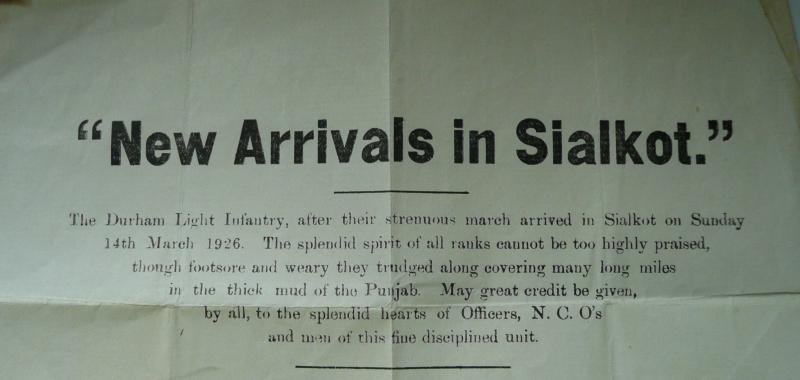 “New Arrivals in Sialkot.”
The Durham Light Infantry, after their strenuous march arrived in Sialkot on Sunday
14th March 1926. The splendid spirit of all ranks cannot be too highly praised,
though footsore and weary they trudged along covering many long miles
in the thick mud of the Punjab. May great credit be given,
by all, to the splendid hearts of Officers, N. C. O's
and men of this fine disciplined unit.